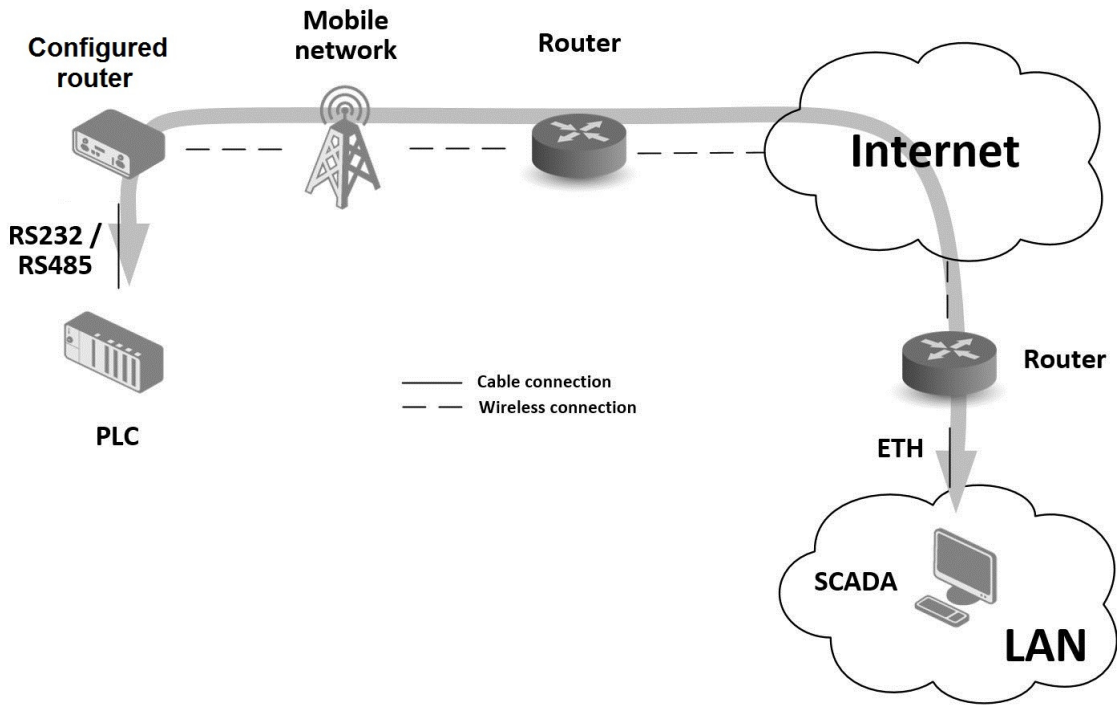 Configured
router
Mobile
network
Router
Internet
RS232 /
RS485
PLC
Cable connection
Wireless connection
Router
ETH
SCADA
LAN